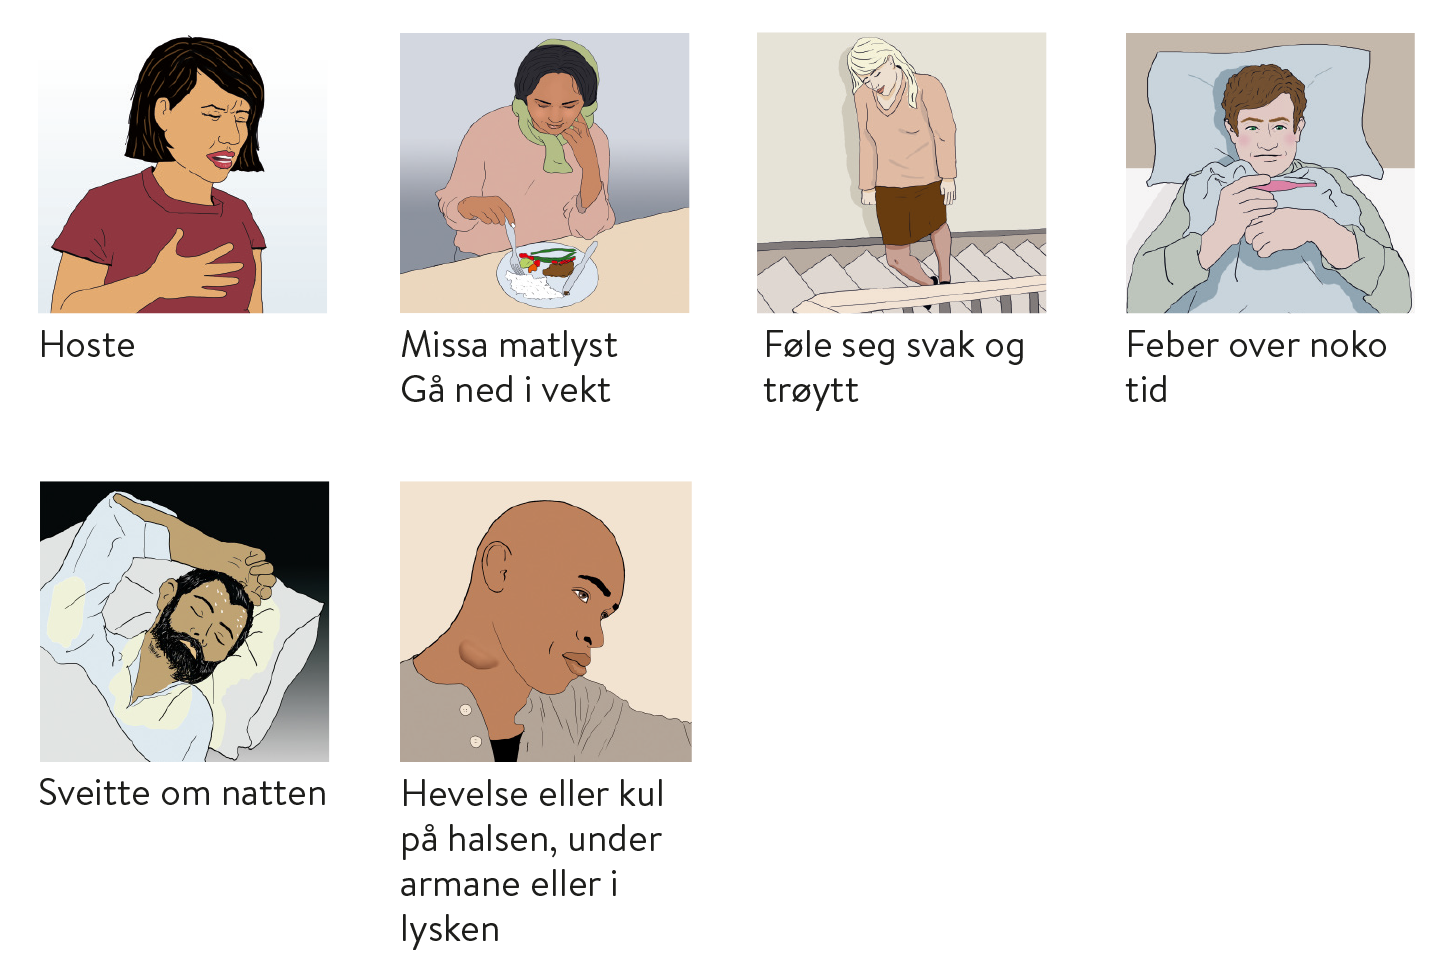 Hoste
Missa matlyst
Gå ned i vekt
Føle seg svak og
trøytt
Feber over noko
tid
Sveitte om natten
Hevelse eller kul
på halsen, under
armane eller i
lysken